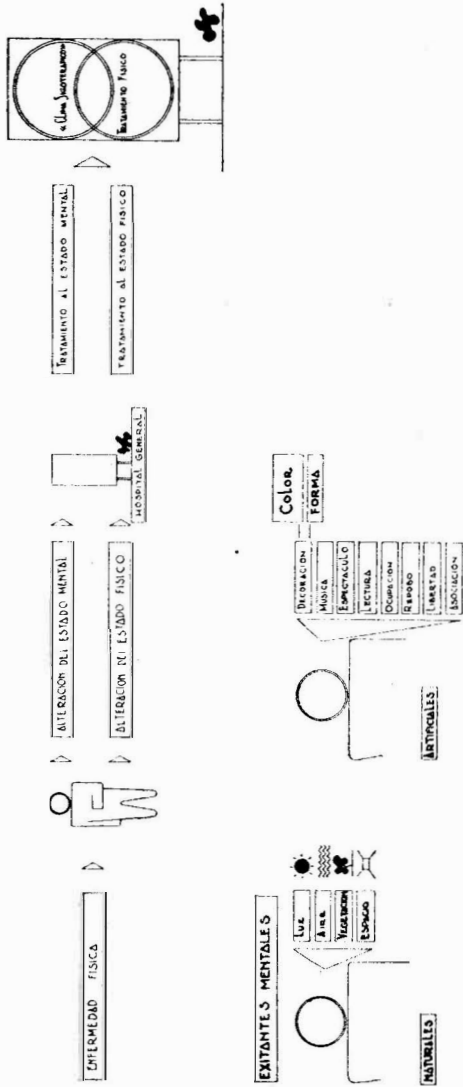 ENFERMEDAD FISICA
ALTERACION DEL ESTADO MENTAL
ALTERACION DEL ESTADO FISICO
HOSPITAL GENERAL
TRATAMIENTO AL ESTADO MENTAL
TRATAMIENTO AL ESTADO FISICO
TRATAMIENTO FISICO
EXITANTES MENTALES
LUZ
AIRE
VEGETACION
ESPACIO
NATURALES
DECORACION
MUSICA
ESPECTACULO
LECTURA
OCUPACION
REPOSO
LIBERTAD
ASOCIACION
COLOR
FORMA
ARTIFICIALES